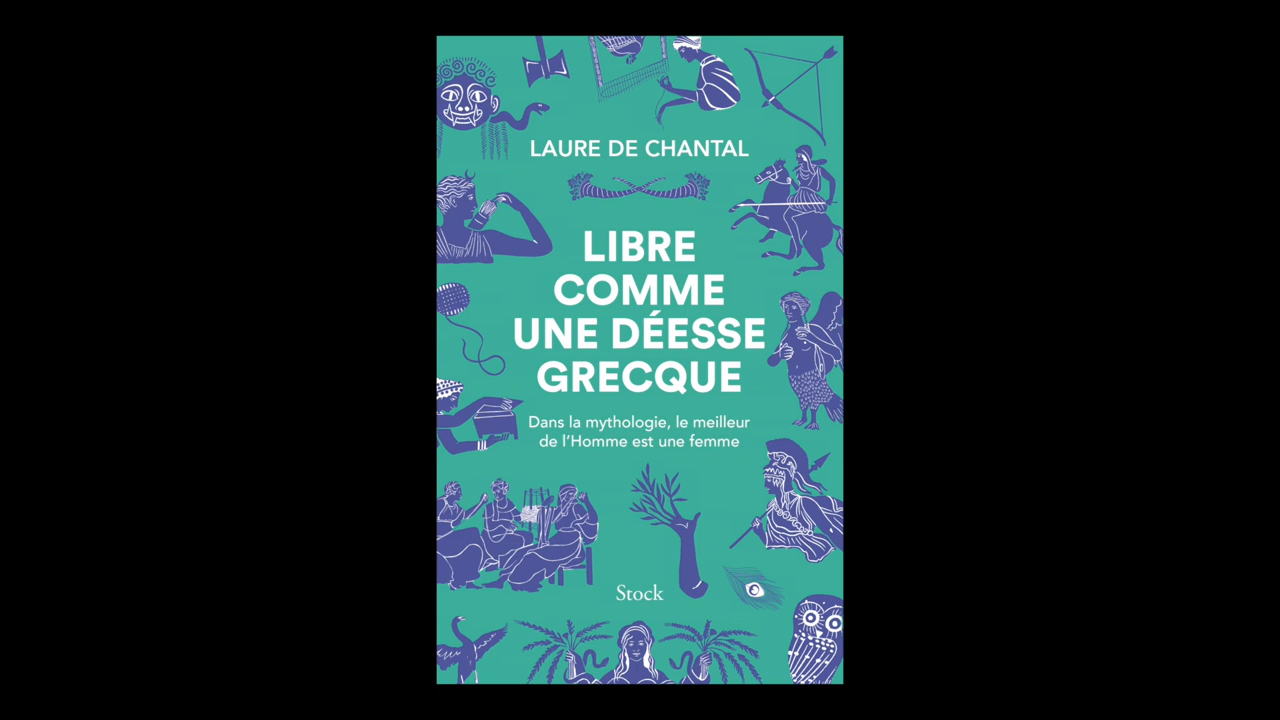 LAURE DE CHANTAL
LIBRE
COMME
UNE DÉESSE
GRECQUE
Dans la mythologie, le meilleur
de l'Homme est une femme
Stock